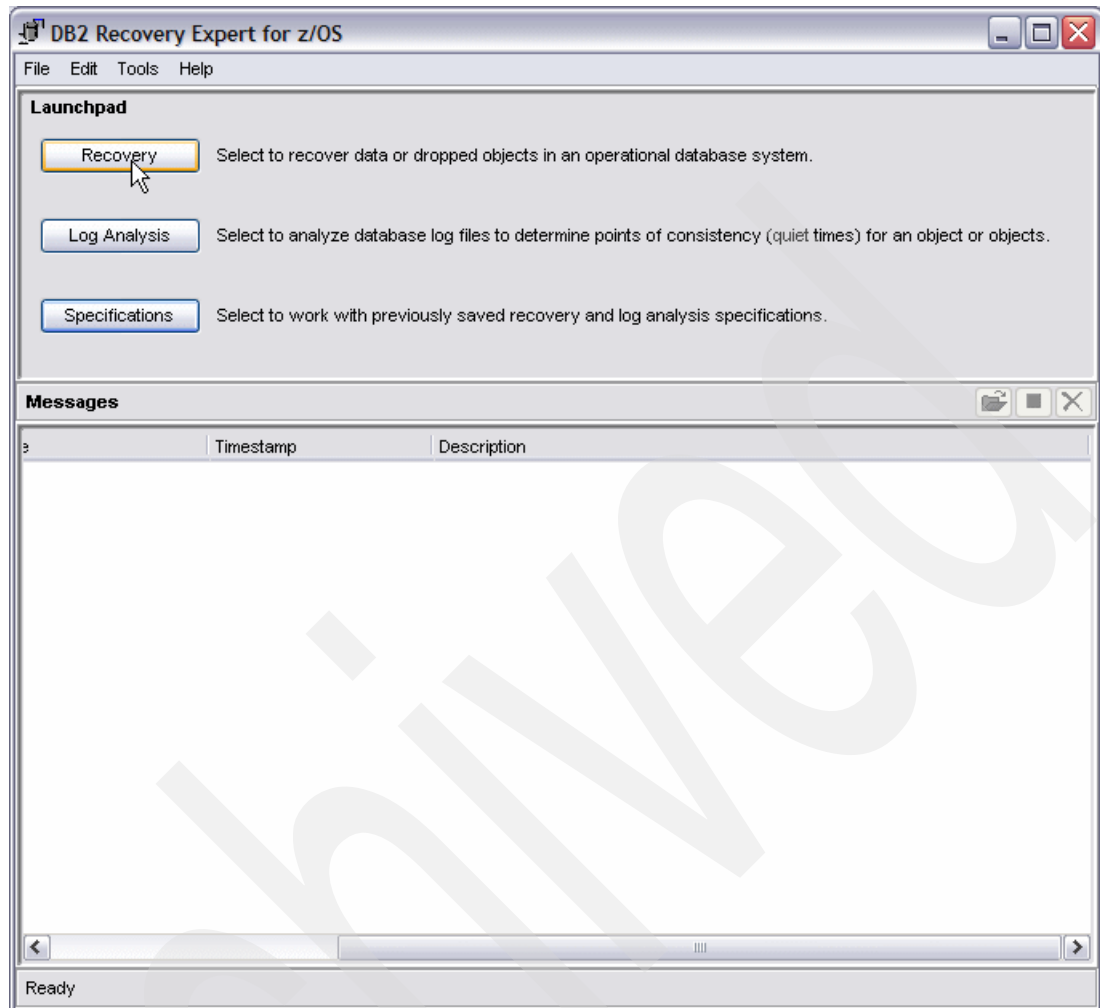 DB2 Recovery Expert for z/OS
File Edit Tools Help
Launchpad
Recovery Select to recover data or dropped objects in an operational database system.
Log Analysis Select to analyze database log files to determine points of consistency (quiet times) for an object or objects.
Specifications Select to work with previously saved recovery and log analysis specifications.
Messages
e Timestamp Description
hived
Ready